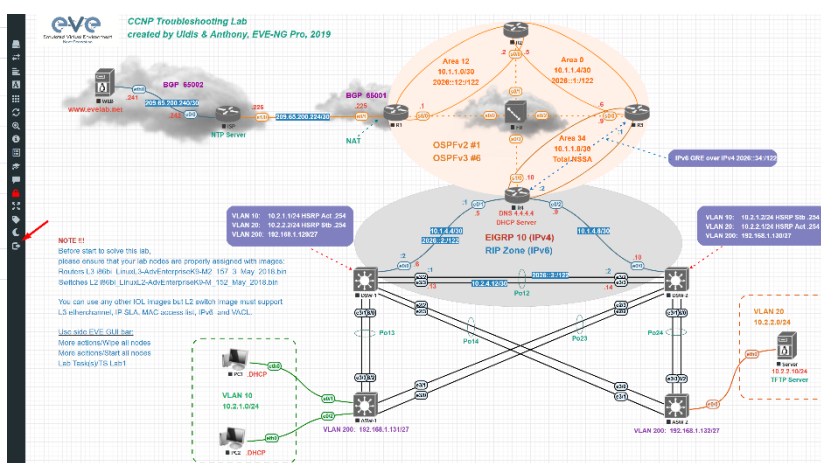 EVE
CCNP Troubleshooting Lab
created by Uldis & Anthony, EVE-NG Pro, 2019
BGP 65002
www.evelab.net
.241
209.65.200.240/30
.242
ISP
NTP Server
.225
209.65.200.224/30
BGP 65001
.225
R1
NAT
.1
Area 12
10.1.1.0/30
2026::12:/122
.2
Area 0
10.1.1.4/30
2026::1:/122
.6
R3
OSPFv2 #1
OSPFv3 #6
Area 34
10.1.1.8/30
Total NSSA
.1
.10
:2
R4
IPv6 GRE over IPv4 2026::34:/122
DNS 4.4.4.4
DHCP Server
EIGRP 10 (IPv4)
RIP Zone (IPv6)
:1
.5
.9
10.1.4.4/30
2026::2:/122
10.1.4.8/30
:2
.6
VLAN 10: 10.2.1.1/24 HSRP Act .254
VLAN 20: 10.2.2.2/24 HSRP Stb .254
VLAN 200: 192.168.1.129/27
VLAN 10: 10.2.1.2/24 HSRP Stb .254
VLAN 20: 10.2.2.1/24 HSRP Act .254
VLAN 200: 192.168.1.130/27
:1
.13
10.2.4.12/30
2026::3:/122
:2
.14
Po12
Po13
Po14
Po23
Po24
NOTE !!!
Before start to solve this lab,
please ensure that your lab nodes are properly assigned with images:
Routers L3 i86bi_LinuxL3-AdvEnterpriseK9-M2_157_3_May_2018.bin
Switches L2 i86bi_LinuxL2-AdvEnterpriseK9-M_152_May_2018.bin
You can use any other IOL images but L2 switch image must support
L3 etherchannel, IP SLA, MAC access list, IPv6 and VACL.
Use side EVE GUI bar:
More actions/Wipe all nodes
More actions/Start all nodes
Lab Task(s)/TS Lab1
PC1
.DHCP
VLAN 10
10.2.1.0/24
PC2
.DHCP
VLAN 200: 192.168.1.131/27
VLAN 200: 192.168.1.132/27
VLAN 20
10.2.2.0/24
Server
10.2.2.10/24
TFTP Server